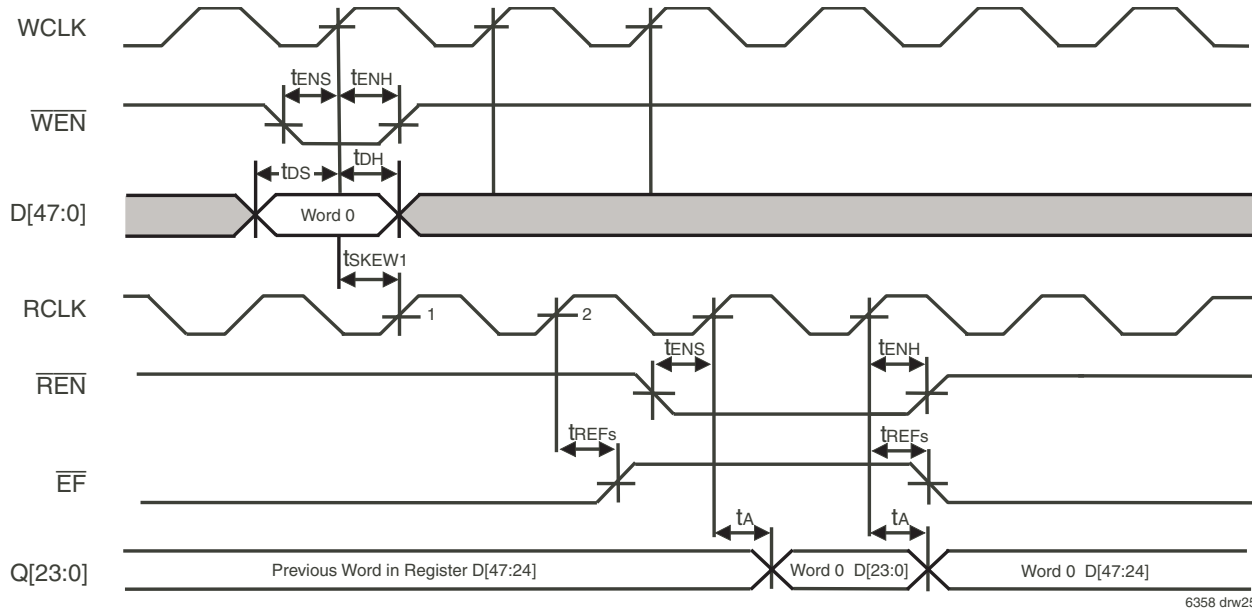 WCLK
tENS tENH
WEN
tDS tDH
D[47:0]
Word 0
tSKEW1
RCLK
1
2
tENS
tENH
REN
tREFs
tREFs
EF
tA
tA
Q[23:0]
Previous Word in Register D[47:24]
Word 0 D[23:0]
Word 0 D[47:24]
6358 drw25